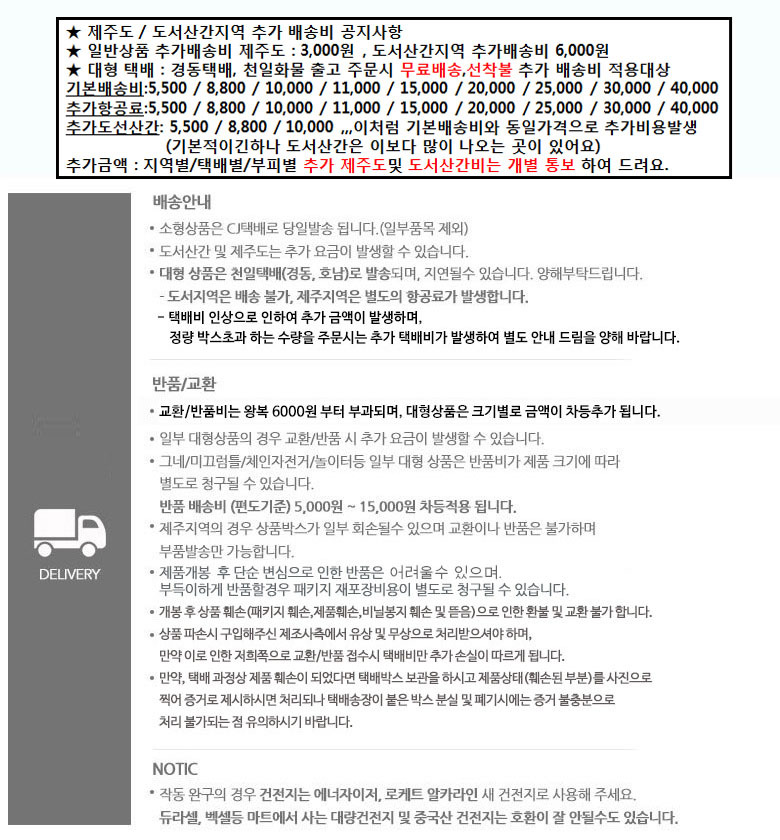 ★ 제주도 / 도서산간지역 추가 배송비 공지사항
★ 일반상품 추가배송비 제주도 : 3,000원 , 도서산간지역 추가배송비 6,000원
★ 대형 택배 : 경동택배, 천일화물 출고 주문시 무료배송,선착불 추가 배송비 적용대상
기본배송비:5,500 / 8,800 / 10,000 / 11,000 / 15,000 / 20,000 / 25,000 / 30,000 / 40,000
추가항공료:5,500 / 8,800 / 10,000 / 11,000 / 15,000 / 20,000 / 25,000 / 30,000 / 40,000
추가도선산간: 5,500 / 8,800 / 10,000 ,,,이처럼 기본배송비와 동일가격으로 추가비용발생
(기본적이긴하나 도서산간은 이보다 많이 나오는 곳이 있어요)
추가금액 : 지역별/택배별/부피별 추가 제주도및 도서산간비는 개별 통보 하여 드려요.
배송안내
• 소형상품은 CJ택배로 당일발송 됩니다.(일부품목 제외)
• 도서산간 및 제주도는 추가 요금이 발생할 수 있습니다.
• 대형 상품은 천일택배(경동, 호남)로 발송되며, 지연될수 있습니다. 양해부탁드립니다.
- 도서지역은 배송 불가, 제주지역은 별도의 항공료가 발생합니다.
- 택배비 인상으로 인하여 추가 금액이 발생하며,
정량 박스초과 하는 수량을 주문시는 추가 택배비가 발생하여 별도 안내 드림을 양해 바랍니다.
반품/교환
• 교환/반품비는 왕복 6000원 부터 부과되며, 대형상품은 크기별로 금액이 차등추가 됩니다.
• 일부 대형상품의 경우 교환/반품 시 추가 요금이 발생할 수 있습니다.
• 그네/미끄럼틀/체인자전거/놀이터등 일부 대형 상품은 반품비가 제품 크기에 따라
별도로 청구될 수 있습니다.
반품 배송비 (편도기준) 5,000원 ~ 15,000원 차등적용 됩니다.
• 제주지역의 경우 상품박스가 일부 회손될수 있으며 교환이나 반품은 불가하며
부품발송만 가능합니다.
• 제품개봉 후 단순 변심으로 인한 반품은 어려울수 있으며.
부득이하게 반품할경우 패키지 재포장비용이 별도로 청구될 수 있습니다.
• 개봉 후 상품 훼손(패키지 훼손,제품훼손,비닐봉지 훼손 및 뜯음)으로 인한 환불 및 교환 불가 합니다.
• 상품 파손시 구입해주신 제조사측에서 유상 및 무상으로 처리받으셔야 하며,
만약 이로 인한 저희쪽으로 교환/반품 접수시 택배비만 추가 손실이 따르게 됩니다.
• 만약, 택배 과정상 제품 훼손이 되었다면 택배박스 보관을 하시고 제품상태(훼손된 부분)를 사진으로
찍어 증거로 제시하시면 처리되나 택배송장이 붙은 박스 분실 및 폐기시에는 증거 불충분으로
처리 불가되는 점 유의하시기 바랍니다.
DELIVERY
NOTIC
• 작동 완구의 경우 건전지는 에너자이저, 로케트 알카라인 새 건전지로 사용해 주세요.
듀라셀, 벡셀등 마트에서 사는 대량건전지 및 중국산 건전지는 호환이 잘 안될수도 있습니다.